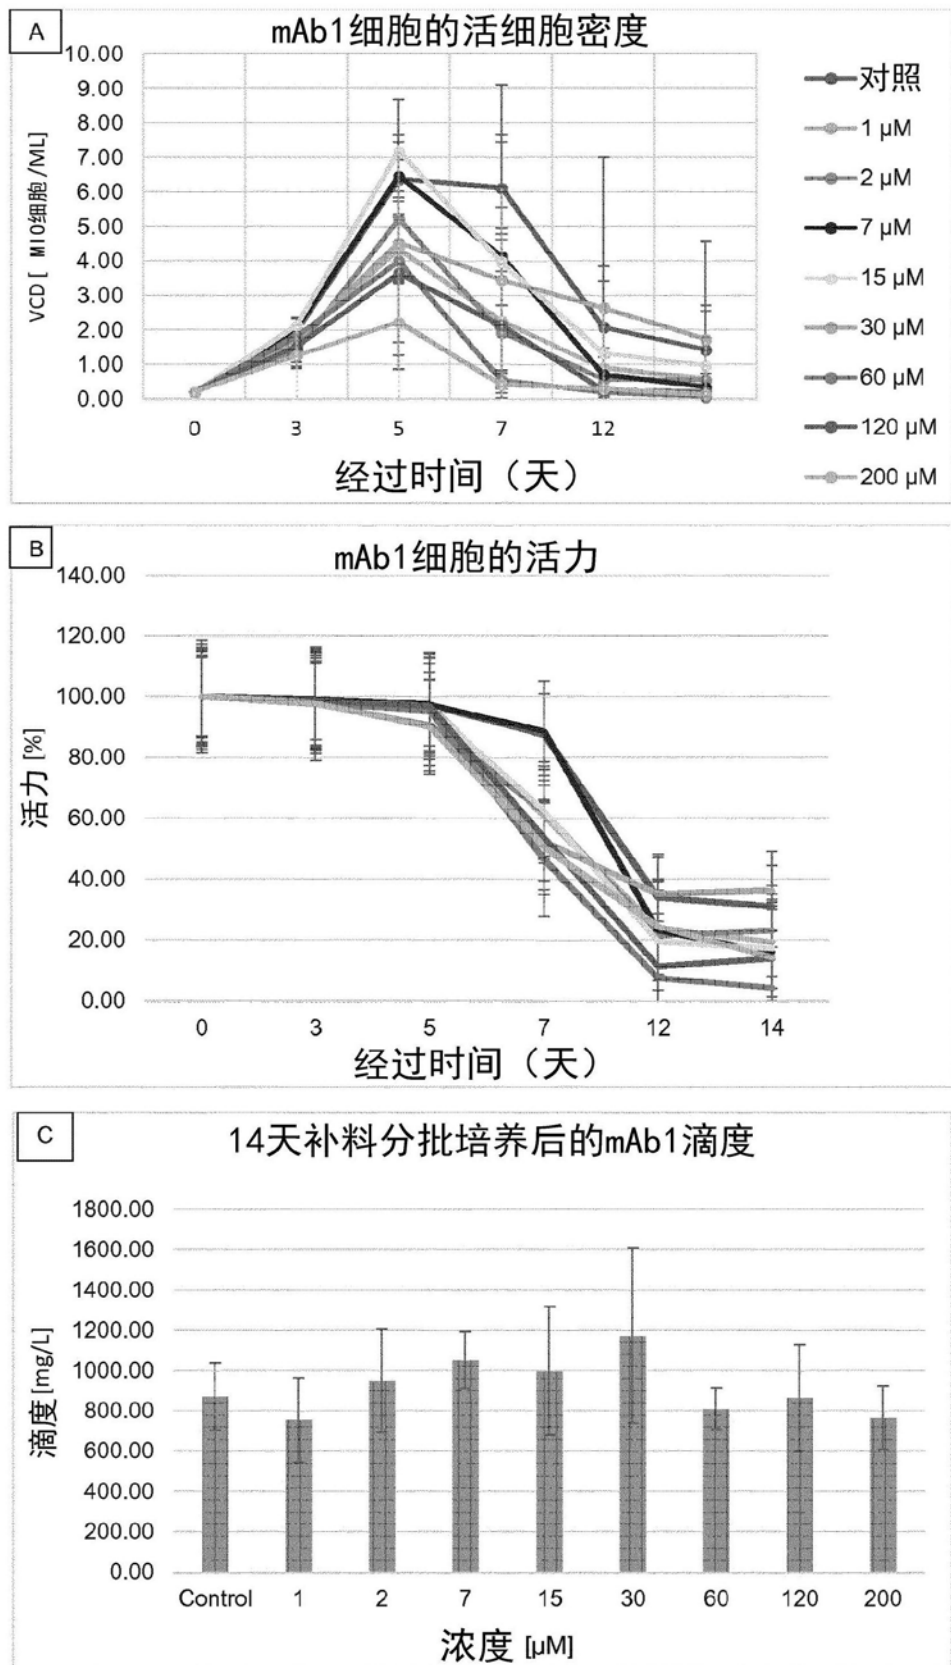 A
mAb1细胞的活细胞密度
10.00
9.00
8.00
7.00
6.00
5.00
4.00
3.00
2.00
1.00
0.00
VCD [ MIO细胞/ML]
0 3 5 7 12
经过时间（天）
对照
1 µM
2 µM
7 µM
15 µM
30 µM
60 µM
120 µM
200 µM
B
mAb1细胞的活力
140.00
120.00
100.00
80.00
60.00
40.00
20.00
0.00
活力 [%]
0 3 5 7 12 14
经过时间（天）
C
14天补料分批培养后的mAb1滴度
1800.00
1600.00
1400.00
1200.00
1000.00
800.00
600.00
400.00
200.00
0.00
滴度 [mg/L]
Control 1 2 7 15 30 60 120 200
浓度 [µM]